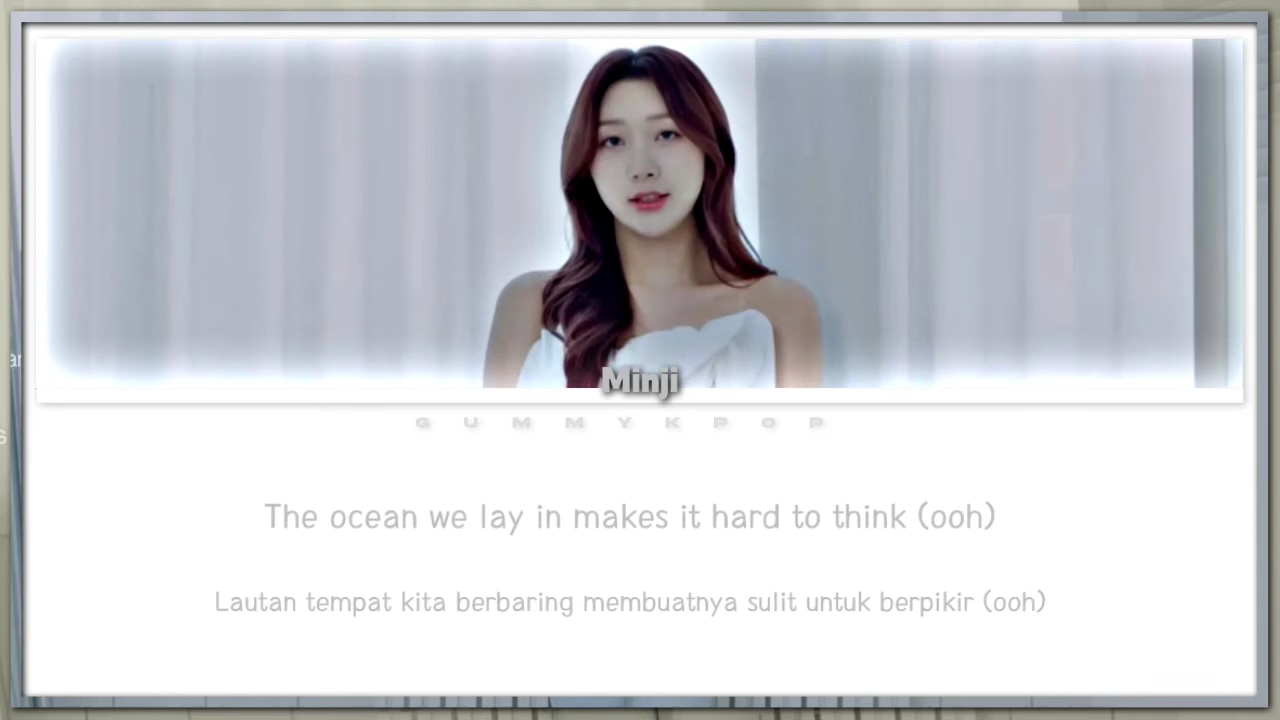 Minji
GUMMYKPOP
The ocean we lay in makes it hard to think (ooh)
Lautan tempat kita berbaring membuatnya sulit untuk berpikir (ooh)